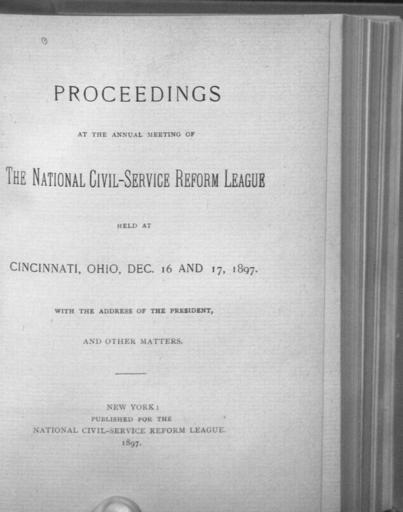 PROCEEDINGS
AT THE ANNUAL MEETING OF
THE NATIONAL CIVIL-SERVICE REFORM LEAGUE
HELD AT
CINCINNATI, OHIO, DEC. 16 AND 17, 1897.
WITH THE ADDRESS OF THE PRESIDENT,
AND OTHER MATTERS.
NEW YORK:
PUBLISHED FOR THE
NATIONAL CIVIL-SERVICE REFORM LEAGUE.
1897.